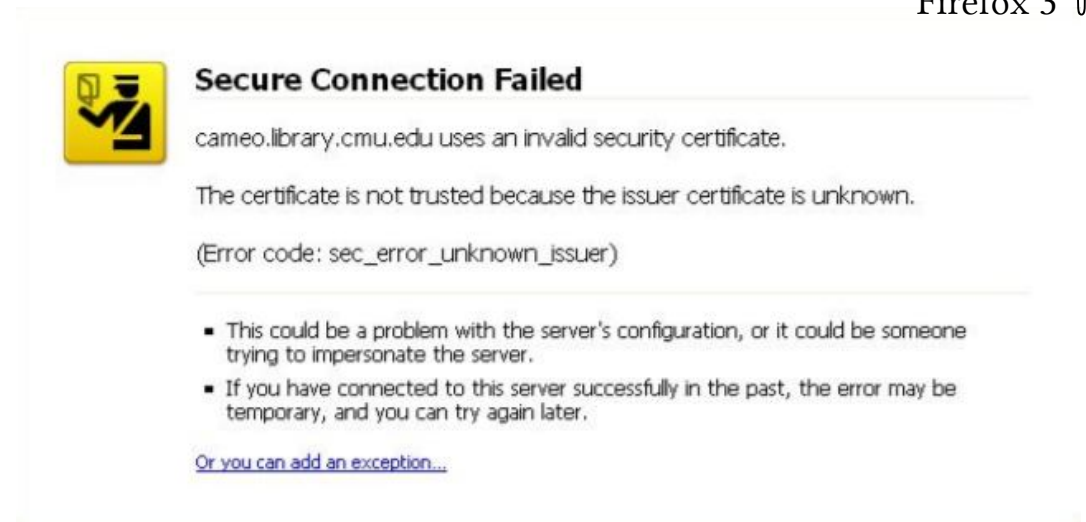 Firefox 3
Secure Connection Failed
cameo.library.cmu.edu uses an invalid security certificate.
The certificate is not trusted because the issuer certificate is unknown.
(Error code: sec_error_unknown_issuer)
▪ This could be a problem with the server's configuration, or it could be someone
trying to impersonate the server.
▪ If you have connected to this server successfully in the past, the error may be
temporary, and you can try again later.
Or you can add an exception...